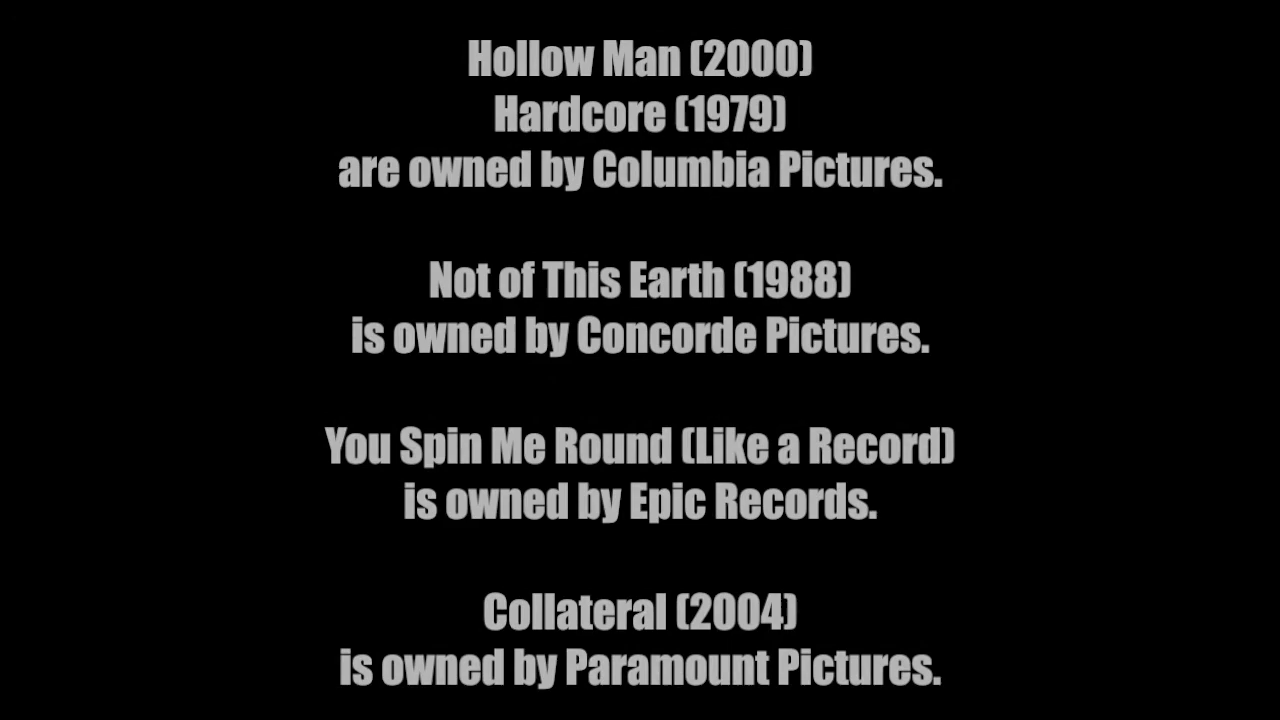 Hollow Man (2000)
Hardcore (1979)
are owned by Columbia Pictures.
Not of This Earth (1988)
is owned by Concorde Pictures.
You Spin Me Round (Like a Record)
is owned by Epic Records.
Collateral (2004)
is owned by Paramount Pictures.